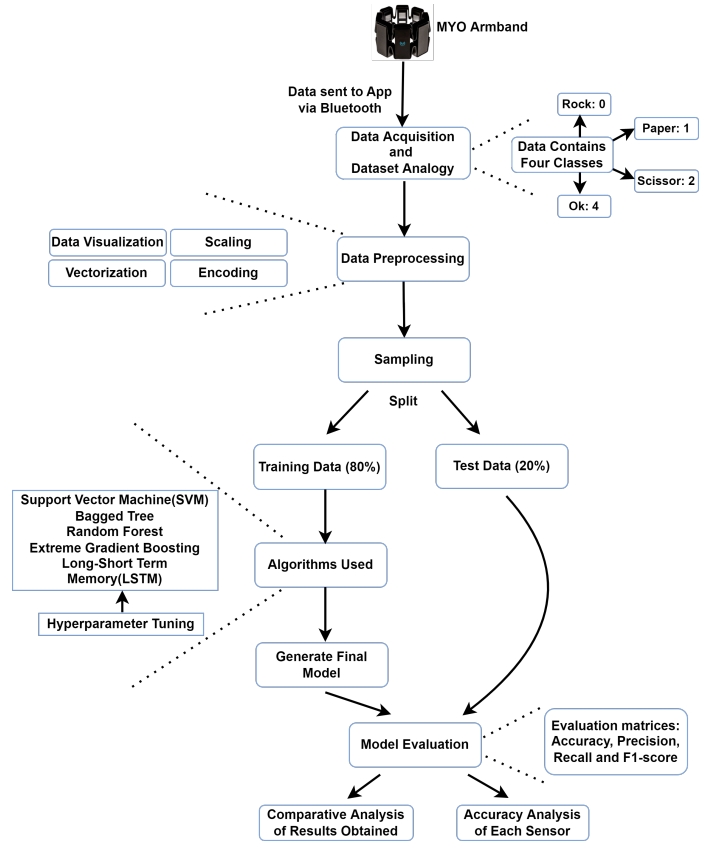 MYO Armband
Data sent to App
via Bluetooth
Data Acquisition
and
Dataset Analogy
Rock: 0
Paper: 1
Data Contains
Four Classes
Scissor: 2
Ok: 4
Data Visualization
Scaling
Vectorization
Encoding
Data Preprocessing
Sampling
Split
Training Data (80%)
Test Data (20%)
Support Vector Machine(SVM)
Bagged Tree
Random Forest
Extreme Gradient Boosting
Long-Short Term
Memory(LSTM)
Hyperparameter Tuning
Algorithms Used
Generate Final
Model
Model Evaluation
Evaluation matrices:
Accuracy, Precision,
Recall and F1-score
Comparative Analysis
of Results Obtained
Accuracy Analysis
of Each Sensor